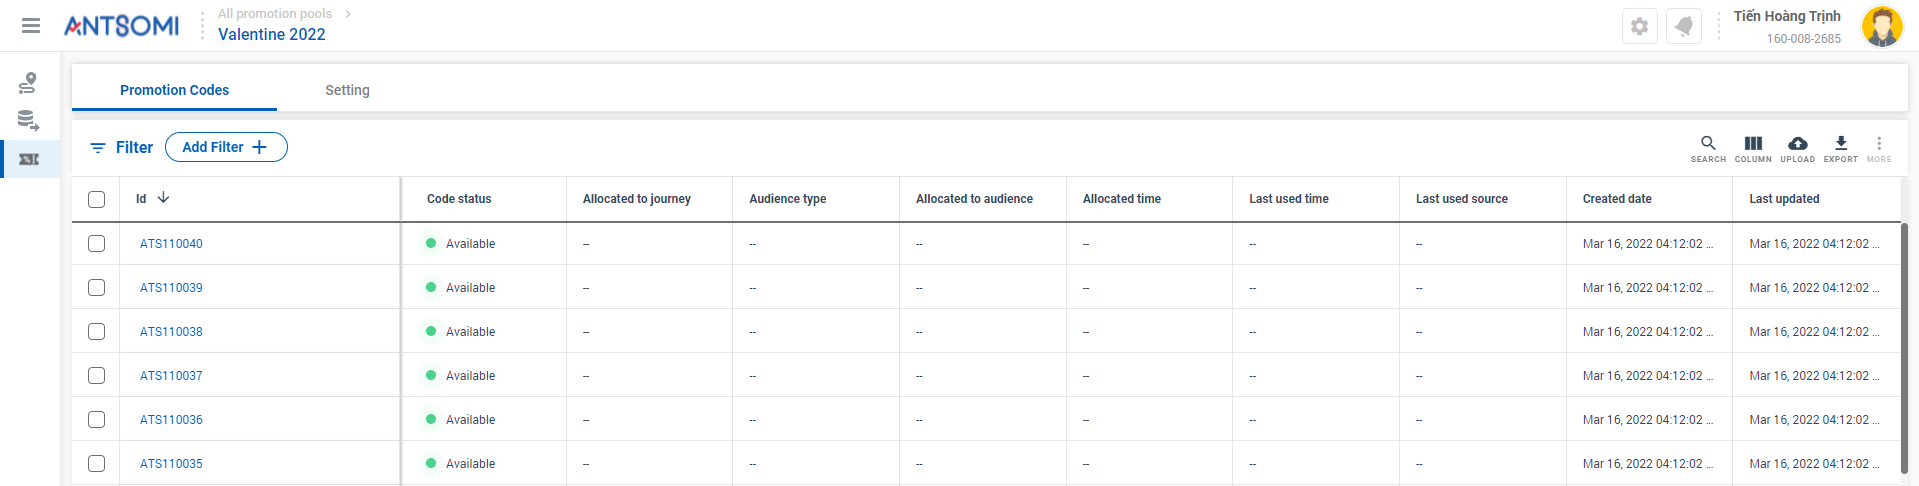 ANTSOMI
All promotion pools
Valentine 2022
Tiến Hoàng Trịnh
160-008-2685
Promotion Codes
Setting
Filter
Add Filter
SEARCH
COLUMN
UPLOAD
EXPORT
MORE
Id Code status Allocated to journey Audience type Allocated to audience Allocated time Last used time Last used source Created date Last updated
ATS110040 Available -- -- -- -- -- -- Mar 16, 2022 04:12:02 ... Mar 16, 2022 04:12:02 ...
ATS110039 Available -- -- -- -- -- -- Mar 16, 2022 04:12:02 ... Mar 16, 2022 04:12:02 ...
ATS110038 Available -- -- -- -- -- -- Mar 16, 2022 04:12:02 ... Mar 16, 2022 04:12:02 ...
ATS110037 Available -- -- -- -- -- -- Mar 16, 2022 04:12:02 ... Mar 16, 2022 04:12:02 ...
ATS110036 Available -- -- -- -- -- -- Mar 16, 2022 04:12:02 ... Mar 16, 2022 04:12:02 ...
ATS110035 Available -- -- -- -- -- -- Mar 16, 2022 04:12:02 ... Mar 16, 2022 04:12:02 ...